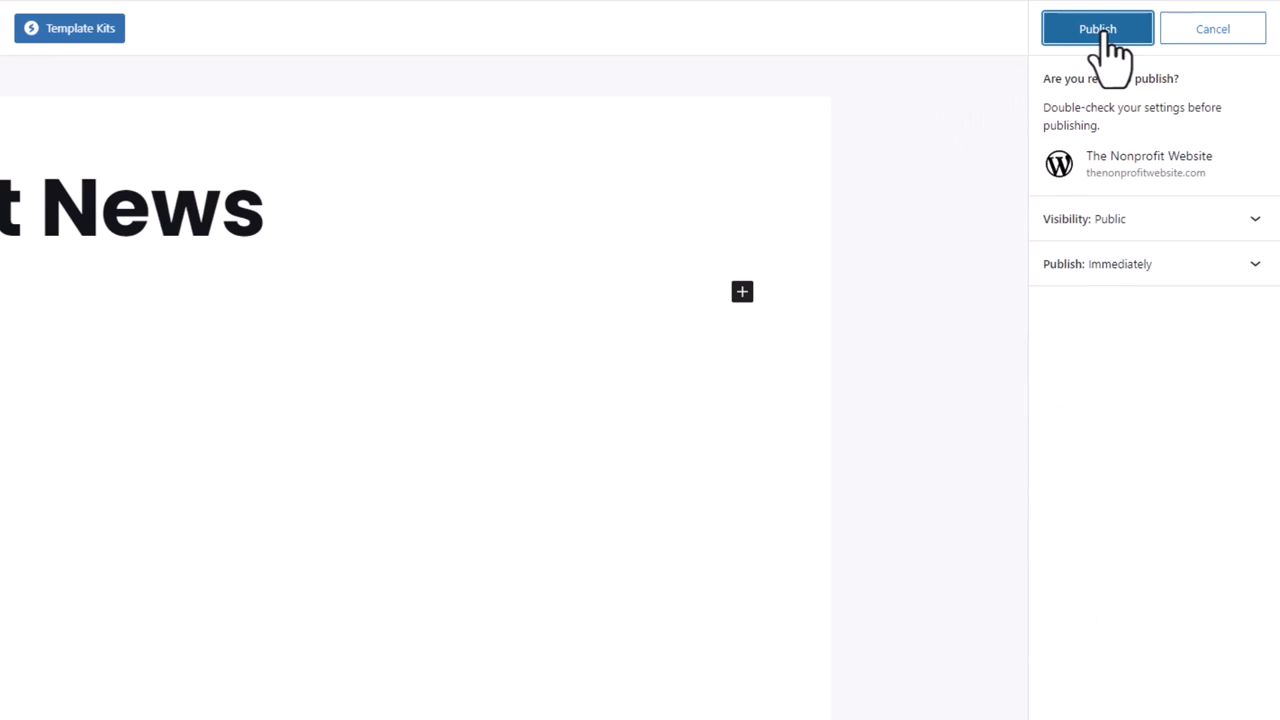 Template Kits
Publish
Cancel
Are you re publish?
Double-check your settings before
publishing.
The Nonprofit Website
thenonprofitwebsite.com
t News
Visibility: Public
Publish: Immediately